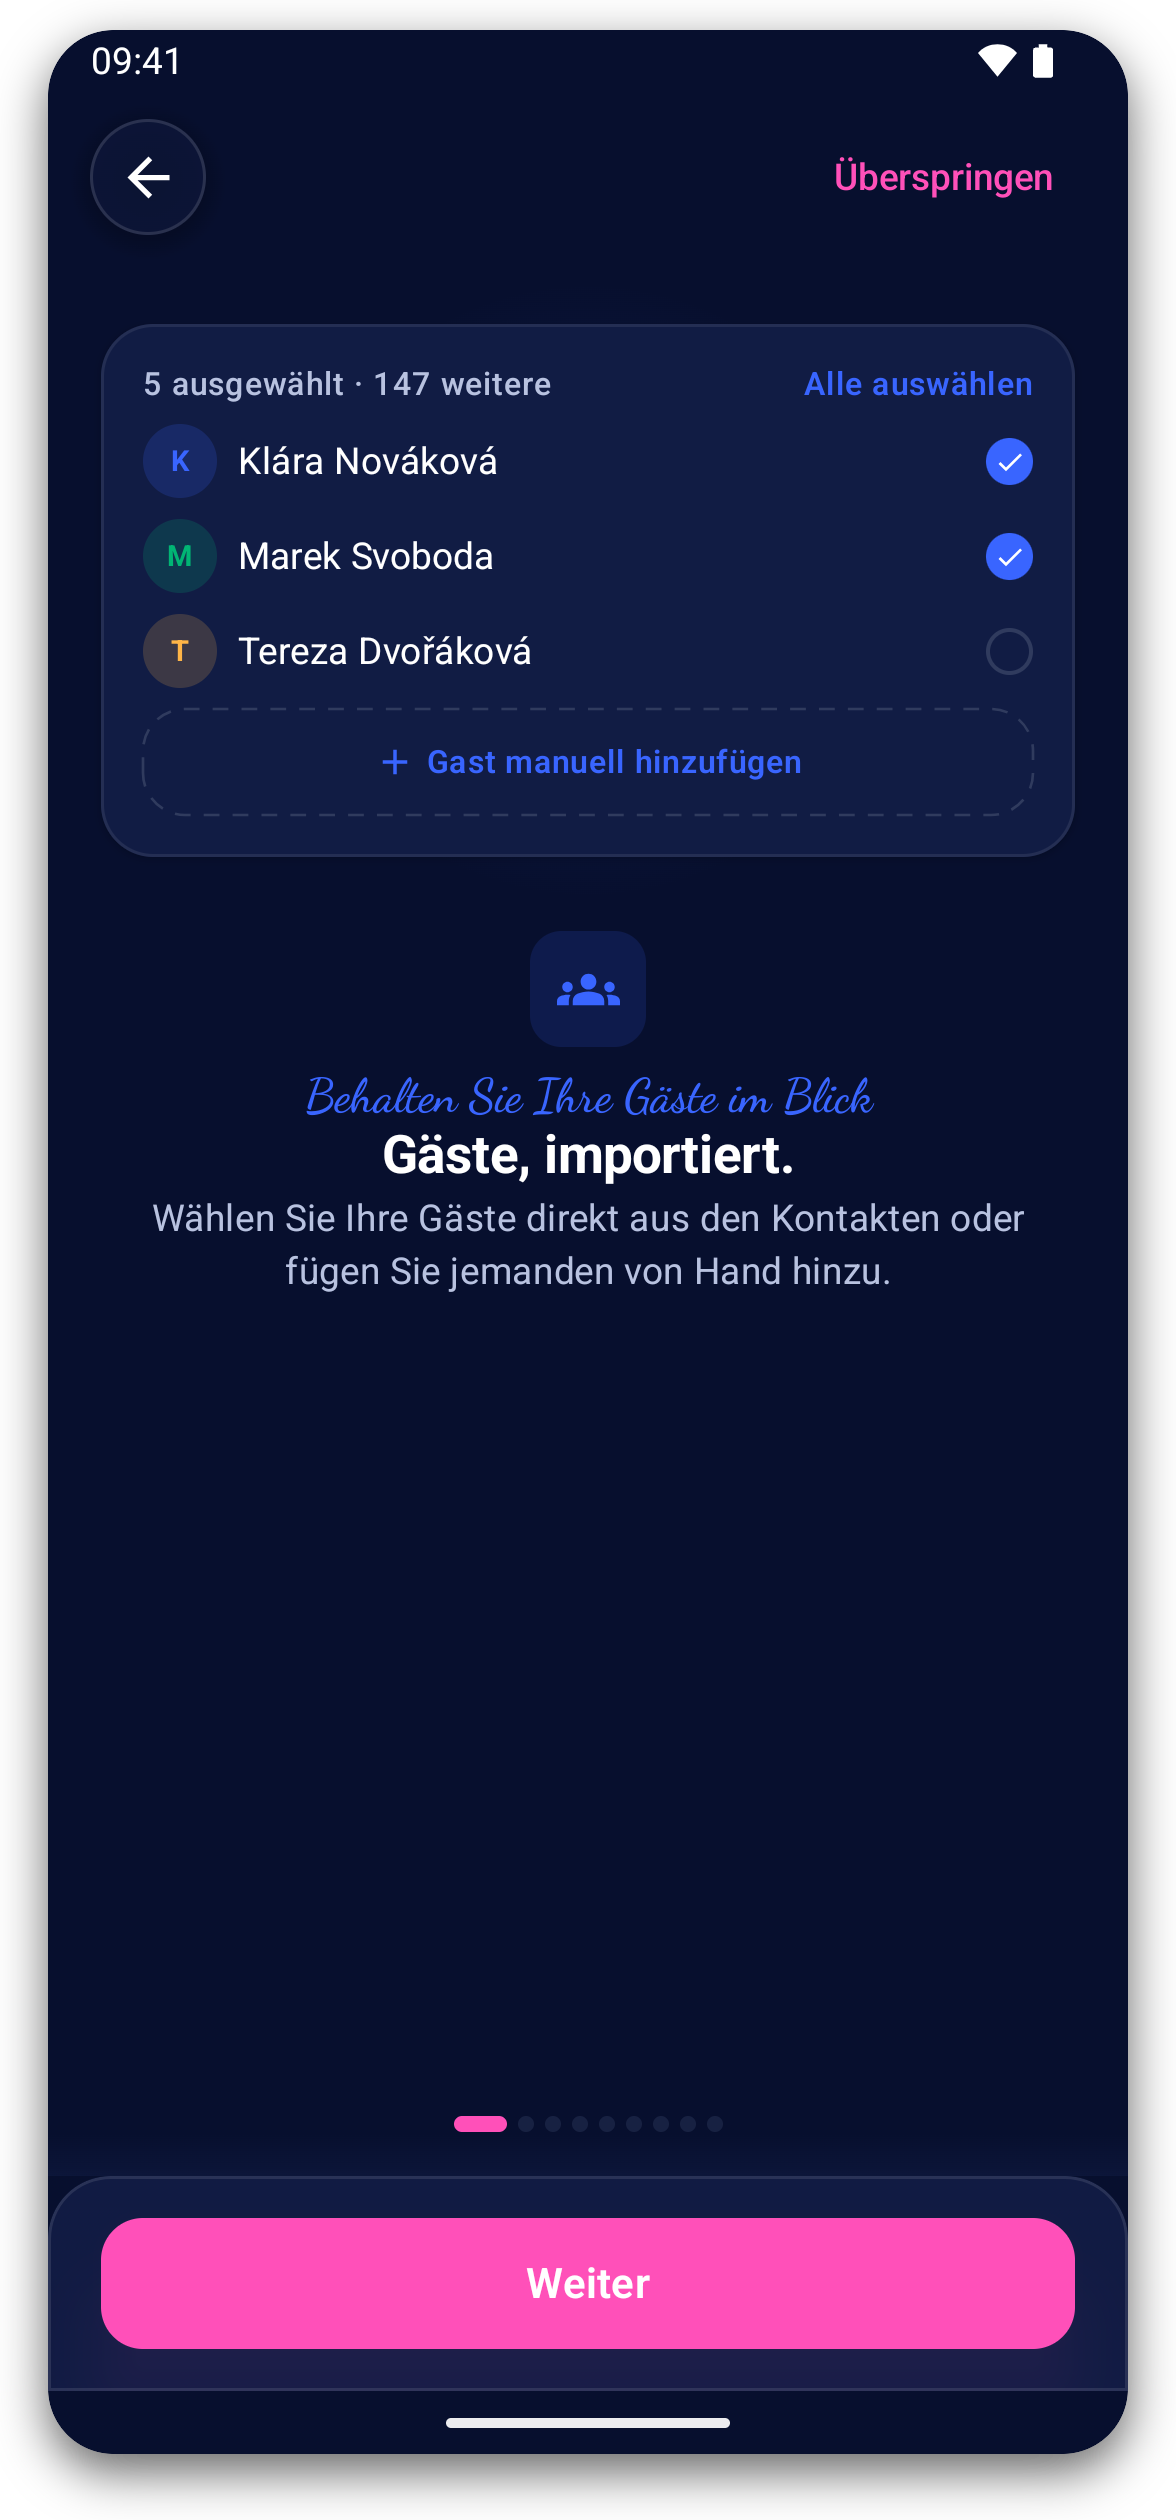 09:41
Überspringen
5 ausgewählt · 147 weitere
Alle auswählen
K
Klára Nováková
M
Marek Svoboda
T
Tereza Dvořáková
+ Gast manuell hinzufügen
Behalten Sie Ihre Gäste im Blick
Gäste, importiert.
Wählen Sie Ihre Gäste direkt aus den Kontakten oder
fügen Sie jemanden von Hand hinzu.
Weiter